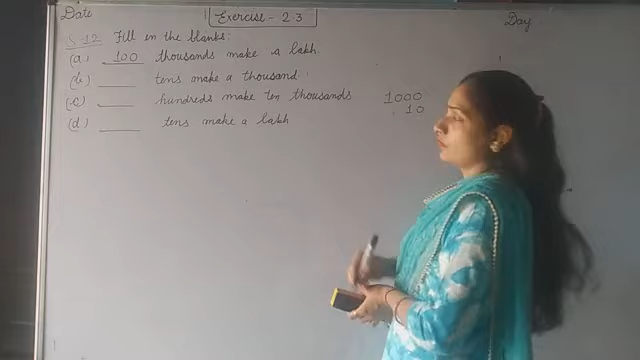 Date Exercise - 2.3 Day
Q-12 Fill in the blanks:
(a) 100 thousands make a lakh
(b) ____ tens make a thousand
(c) ____ hundreds make ten thousands 1000
10
(d) ____ tens make a lakh